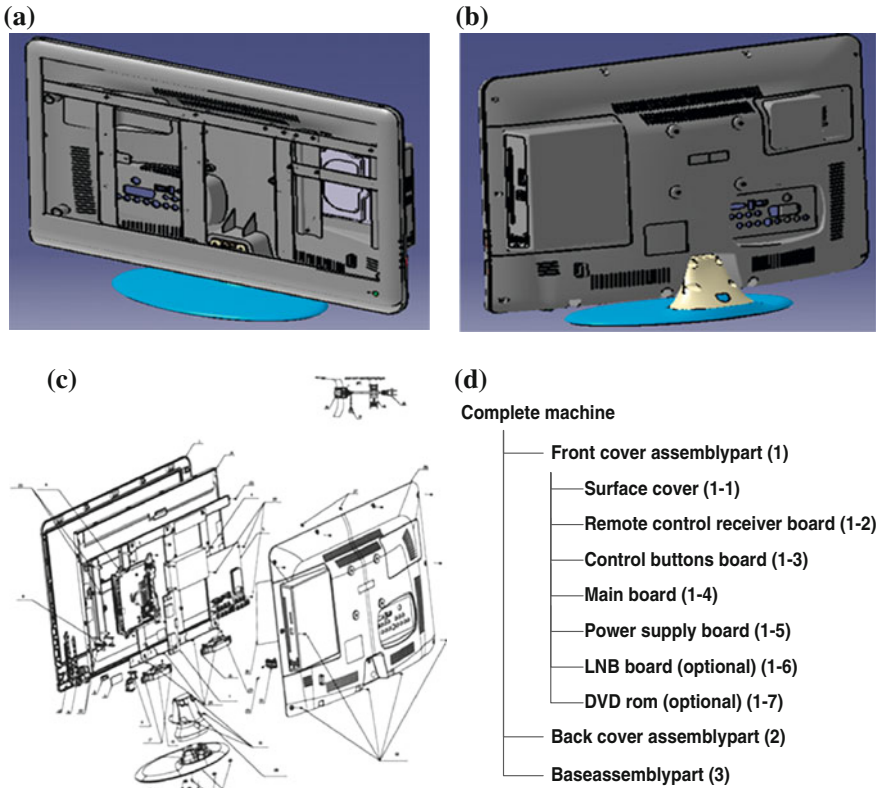 (a)
(b)
(c)
(d)
Complete machine
Front cover assemblypart (1)
Surface cover (1-1)
Remote control receiver board (1-2)
Control buttons board (1-3)
Main board (1-4)
Power supply board (1-5)
LNB board (optional) (1-6)
DVD rom (optional) (1-7)
Back cover assemblypart (2)
Baseassemblypart (3)